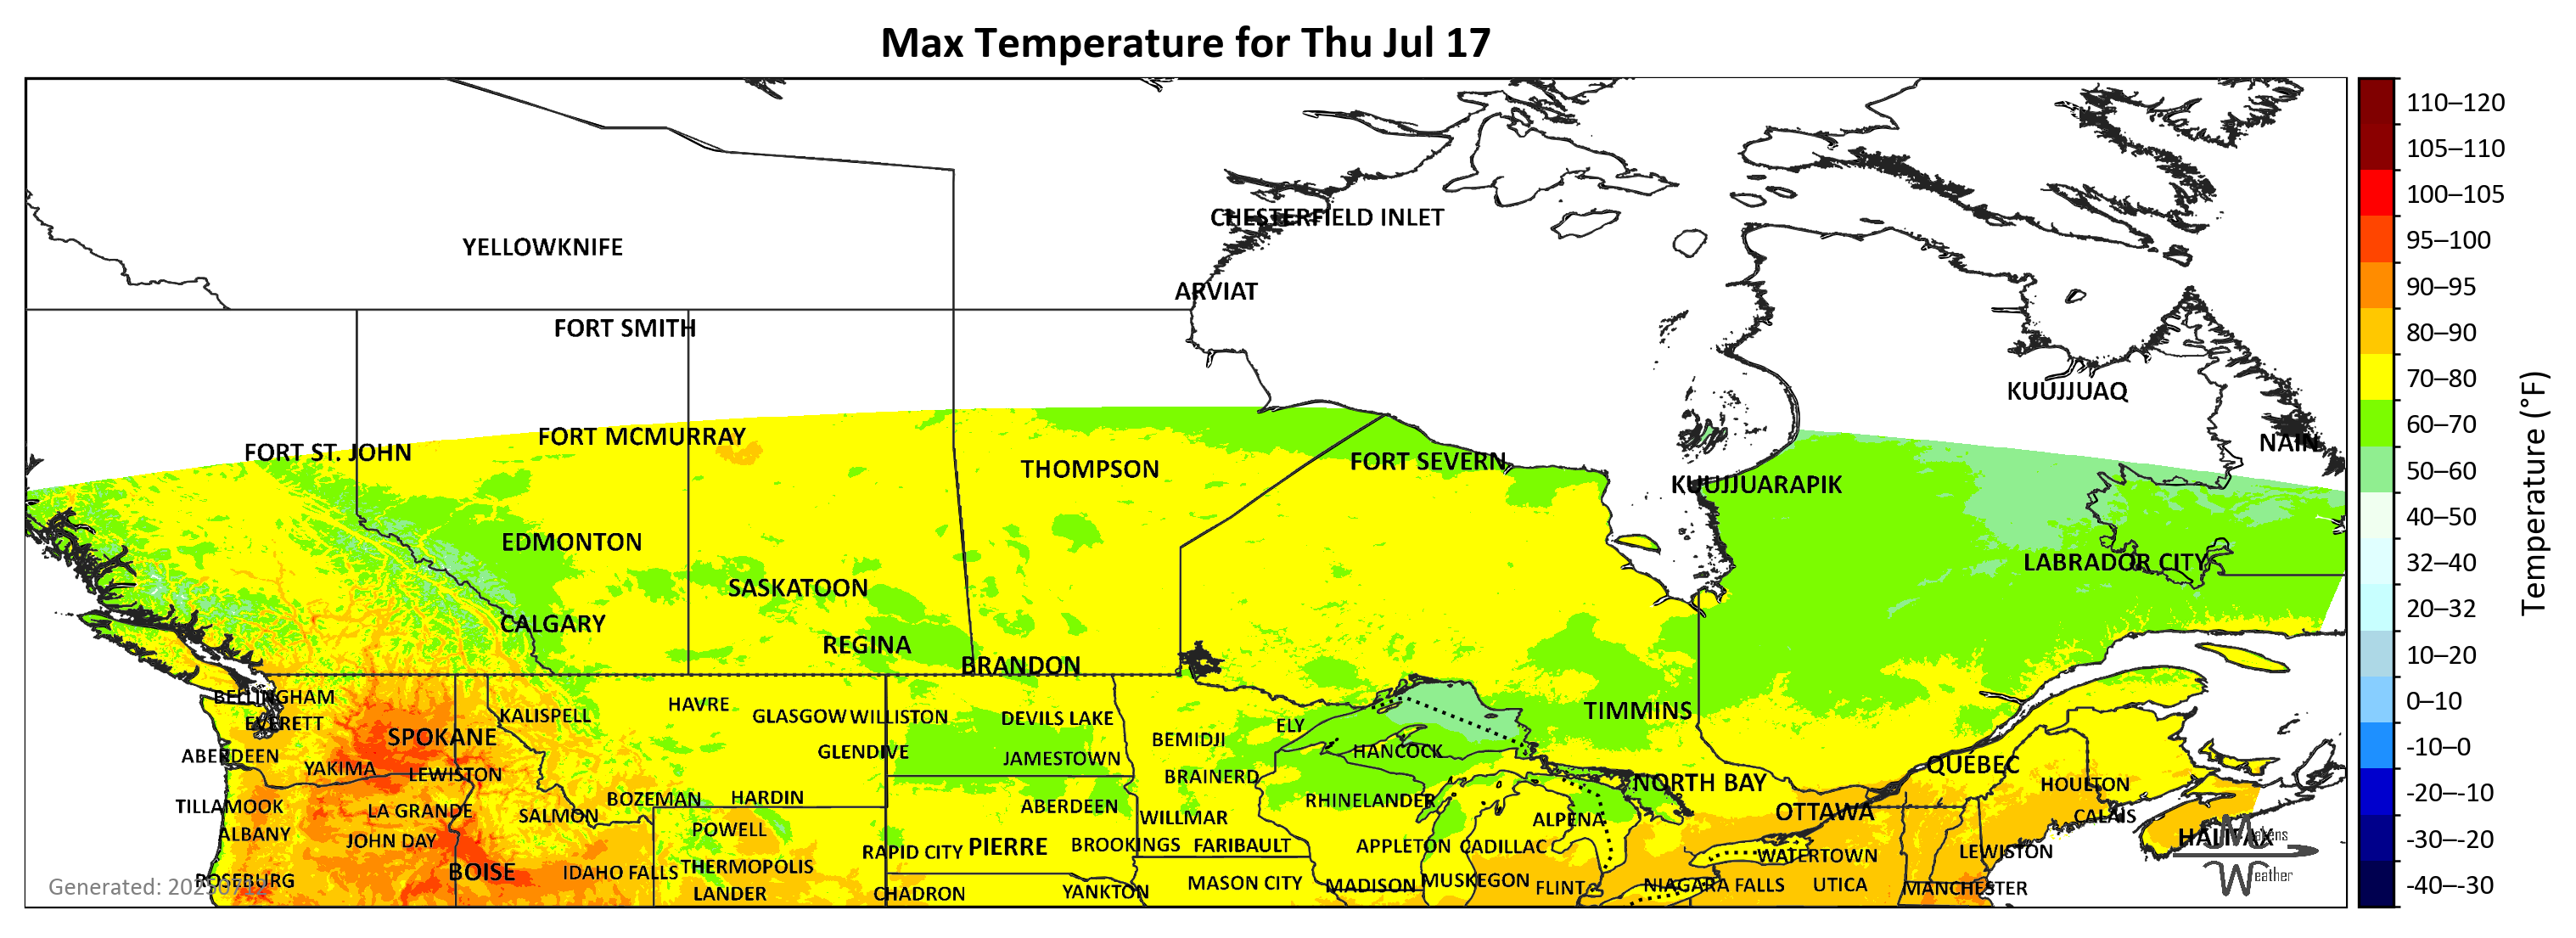 Max Temperature for Thu Jul 17
110–120
105–110
100–105
95–100
90–95
80–90
70–80
60–70
50–60
40–50
32–40
20–32
10–20
0–10
-10–0
-20–-10
-30–-20
-40–-30
Temperature (°F)
CHESTERFIELD INLET
YELLOWKNIFE
ARVIAT
FORT SMITH
KUUJJUAQ
FORT MCMURRAY
NAIN
FORT ST. JOHN
FORT SEVERN
THOMPSON
KUUJJUARAPIK
EDMONTON
LABRADOR CITY
SASKATOON
CALGARY
REGINA
BRANDON
BELLINGHAM
HAVRE
TIMMINS
KALISPELL
GLASGOW
WILLISTON
DEVILS LAKE
EVERETT
ELY
SPOKANE
BEMIDJI
HANCOCK
ABERDEEN
GLENDIVE
JAMESTOWN
QUÉBEC
YAKIMA
LEWISTON
BRAINERD
NORTH BAY
HOULTON
BOZEMAN
HARDIN
RHINELANDER
TILLAMOOK
LA GRANDE
ABERDEEN
SALMON
WILLMAR
OTTAWA
CALAIS
ALPENA
ALBANY
POWELL
HALIFAX
JOHN DAY
RAPID CITY
PIERRE
BROOKINGS
FARIBAULT
APPLETON
CADILLAC
WATERTOWN
LEWISTON
BOISE
IDAHO FALLS
THERMOPOLIS
ROSEBURG
MASON CITY
MADISON
MUSKEGON
FLINT
NIAGARA FALLS
UTICA
MANCHESTER
LANDER
CHADRON
YANKTON
Makens
Weather
Generated: 20250712